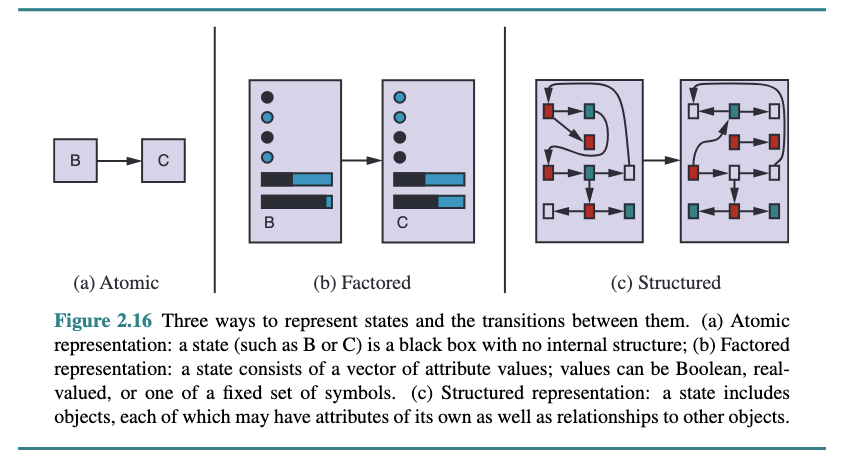 B
C
B
C
(a) Atomic
(b) Factored
(c) Structured
Figure 2.16 Three ways to represent states and the transitions between them. (a) Atomic
representation: a state (such as B or C) is a black box with no internal structure; (b) Factored
representation: a state consists of a vector of attribute values; values can be Boolean, real-
valued, or one of a fixed set of symbols. (c) Structured representation: a state includes
objects, each of which may have attributes of its own as well as relationships to other objects.